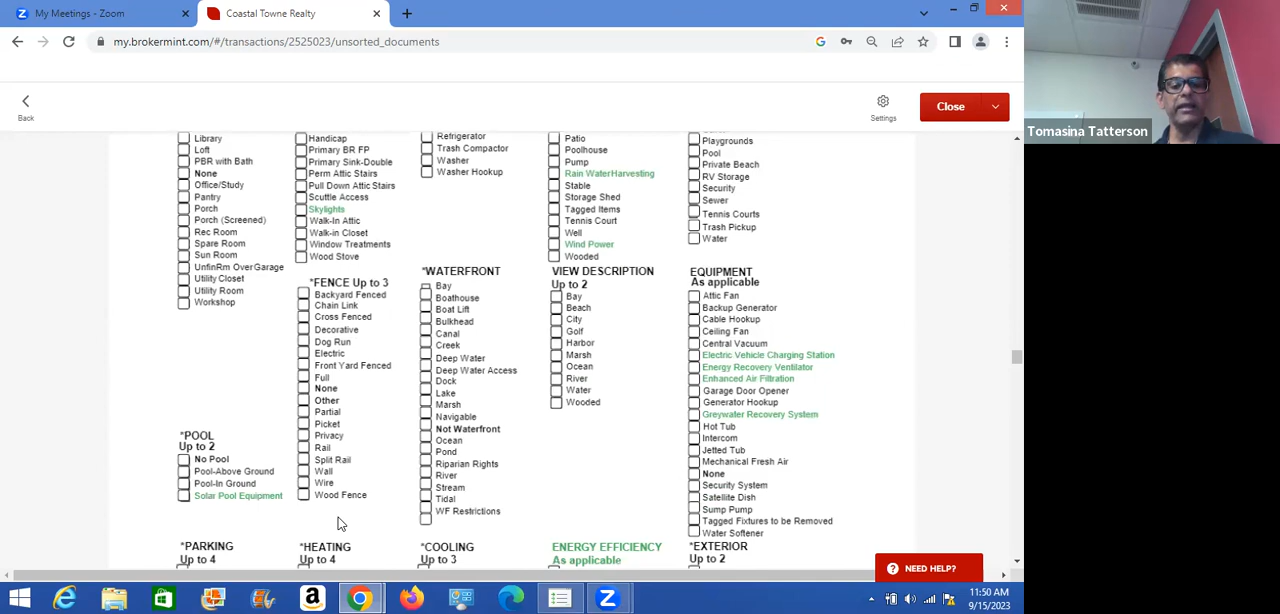 My Meetings - Zoom
Coastal Towne Realty
my.brokermint.com/#/transactions/2525023/unsorted_documents
Back
Settings
Close
Tomasina Tatterson
Library
Loft
PBR with Bath
None
Office/Study
Pantry
Porch
Porch (Screened)
Rec Room
Spare Room
Sun Room
UnfinRm OverGarage
Utility Closet
Utility Room
Workshop
Handicap
Primary BR FP
Primary Sink-Double
Perm Attic Stairs
Pull Down Attic Stairs
Scuttle Access
Skylights
Walk-In Attic
Walk-in Closet
Window Treatments
Wood Stove
Refrigerator
Trash Compactor
Washer
Washer Hookup
Patio
Poolhouse
Pump
Rain WaterHarvesting
Stable
Storage Shed
Tagged Items
Tennis Court
Well
Wind Power
Wooded
Playgrounds
Pool
Private Beach
RV Storage
Security
Sewer
Tennis Courts
Trash Pickup
Water
*POOL
Up to 2
No Pool
Pool-Above Ground
Pool-In Ground
Solar Pool Equipment
*FENCE Up to 3
Backyard Fenced
Chain Link
Cross Fenced
Decorative
Dog Run
Electric
Front Yard Fenced
Full
None
Other
Partial
Picket
Privacy
Rail
Split Rail
Wall
Wire
Wood Fence
*WATERFRONT
Bay
Boathouse
Boat Lift
Bulkhead
Canal
Creek
Deep Water
Deep Water Access
Dock
Lake
Marsh
Navigable
Not Waterfront
Ocean
Pond
Riparian Rights
River
Stream
Tidal
WF Restrictions
VIEW DESCRIPTION
Up to 2
Bay
Beach
City
Golf
Harbor
Marsh
Ocean
River
Water
Wooded
EQUIPMENT
As applicable
Attic Fan
Backup Generator
Cable Hookup
Ceiling Fan
Central Vacuum
Electric Vehicle Charging Station
Energy Recovery Ventilator
Enhanced Air Filtration
Garage Door Opener
Generator Hookup
Greywater Recovery System
Hot Tub
Intercom
Jetted Tub
Mechanical Fresh Air
None
Security System
Satellite Dish
Sump Pump
Tagged Fixtures to be Removed
Water Softener
*PARKING
Up to 4
*HEATING
Up to 4
*COOLING
Up to 3
ENERGY EFFICIENCY
As applicable
*EXTERIOR
Up to 2
NEED HELP?
11:50 AM
9/15/2023